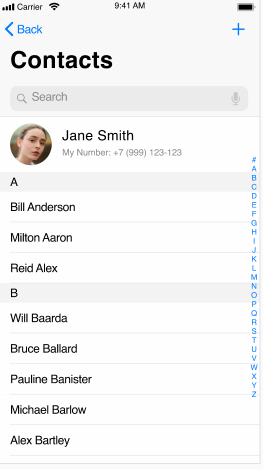 Carrier 9:41 AM
Back +
Contacts
Search
Jane Smith
My Number: +7 (999) 123-123
A
Bill Anderson
Milton Aaron
Reid Alex
B
Will Baarda
Bruce Ballard
Pauline Banister
Michael Barlow
Alex Bartley
#
A
B
C
D
E
F
G
H
I
J
K
L
M
N
O
P
Q
R
S
T
U
V
W
X
Y
Z